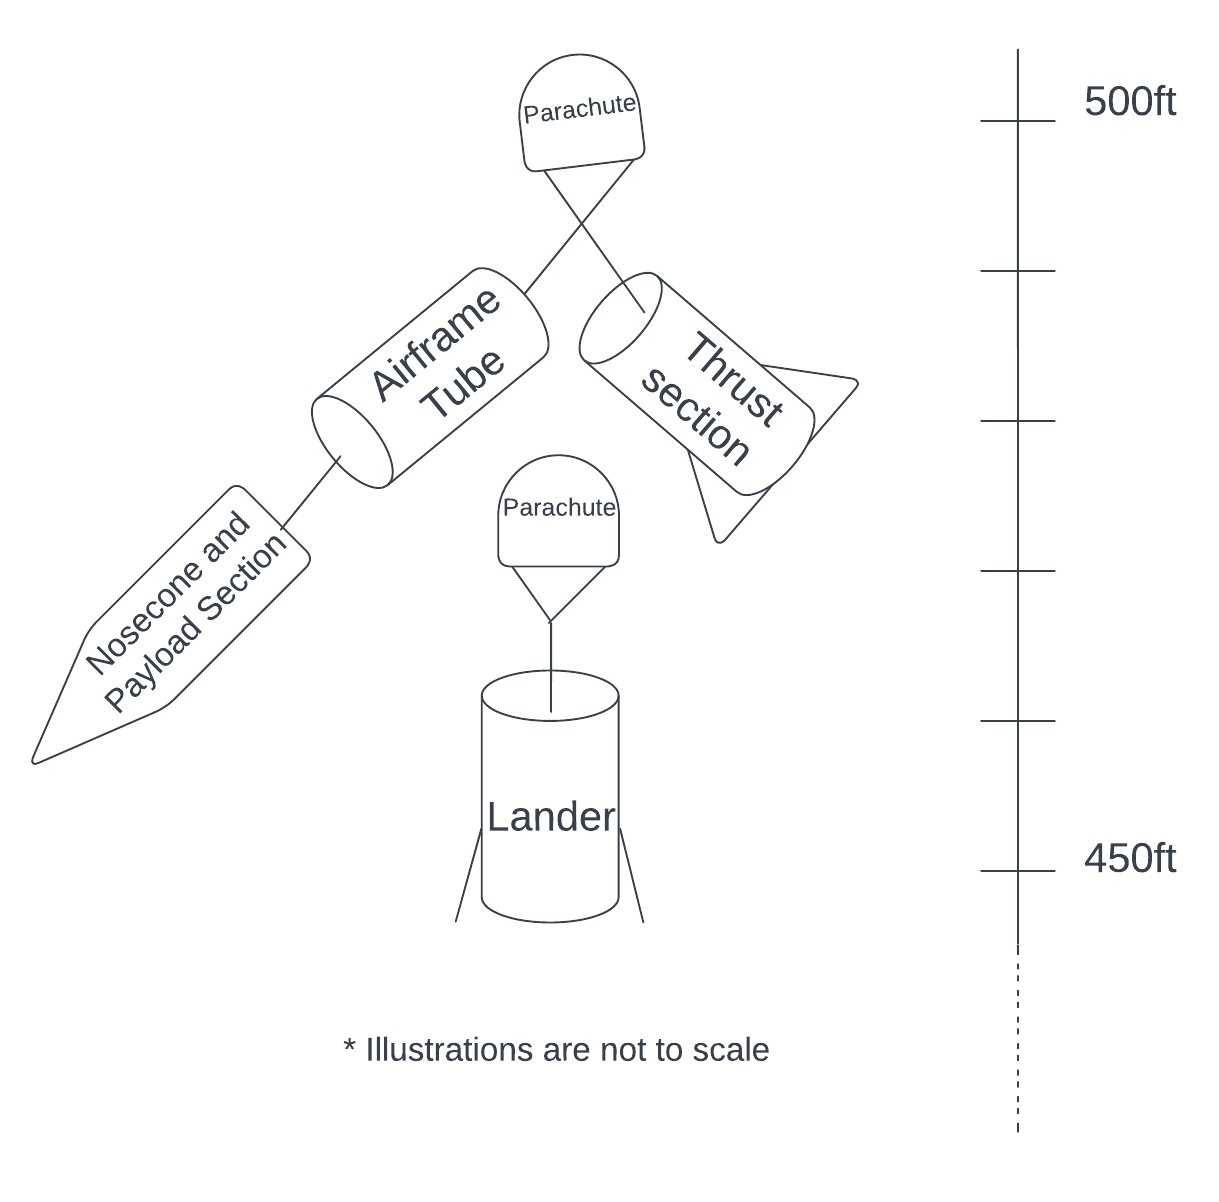 Parachute
500ft
Airframe
Tube
Thrust
section
Parachute
Nosecone and
Payload Section
Lander
450ft
* Illustrations are not to scale